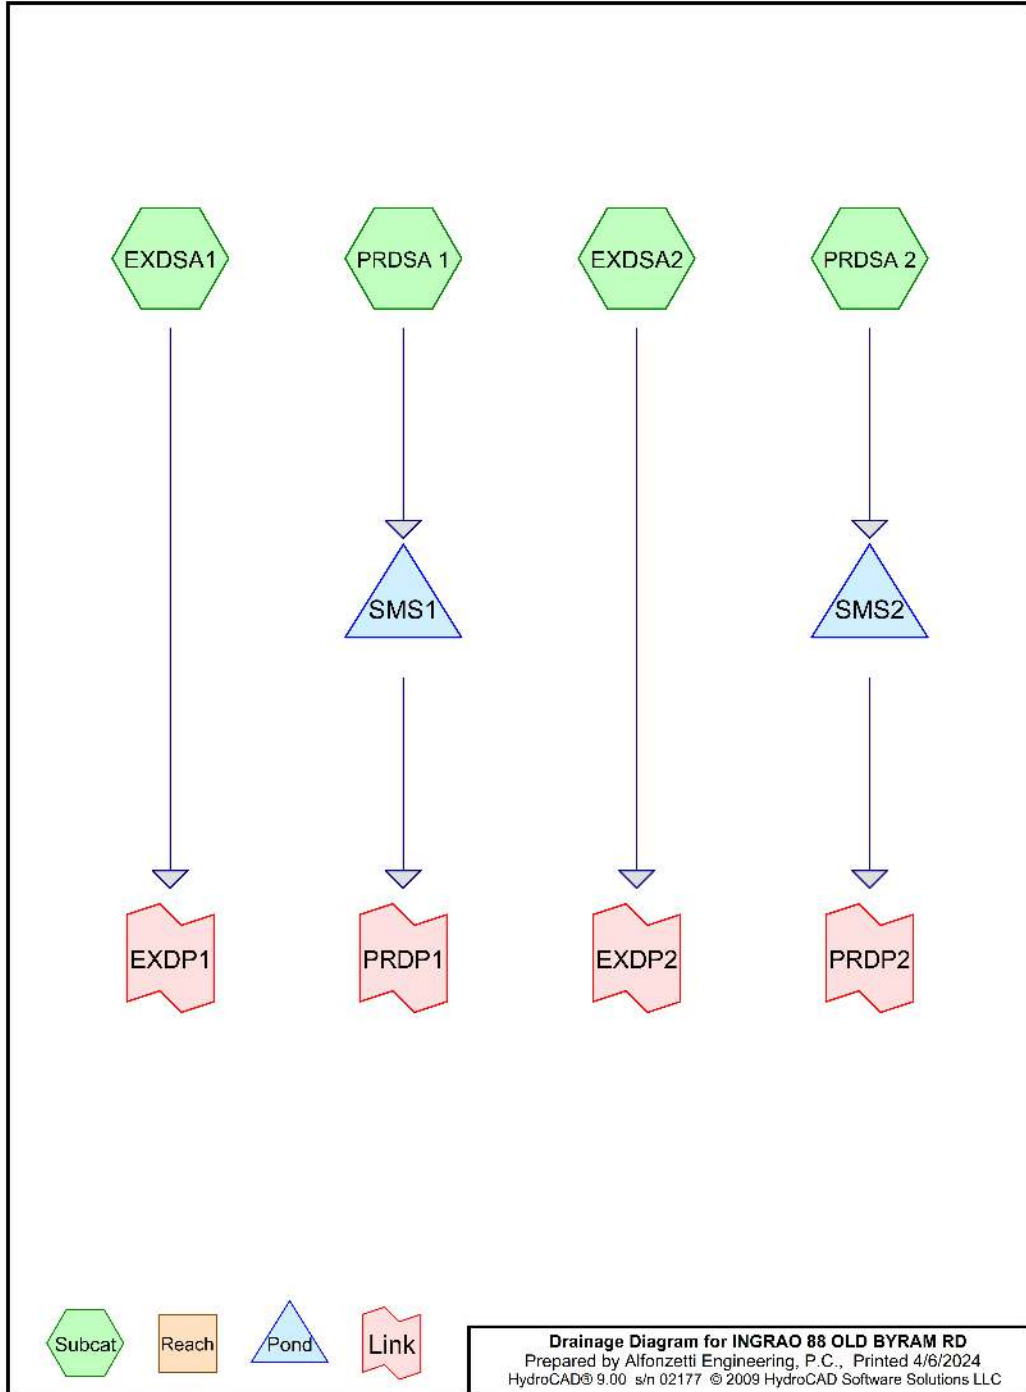 EXDSA1
PRDSA 1
EXDSA2
PRDSA 2
SMS1
SMS2
EXDP1
PRDP1
EXDP2
PRDP2
Subcat
Reach
Pond
Link
Drainage Diagram for INGRAO 88 OLD BYRAM RD
Prepared by Alfonzetti Engineering, P.C., Printed 4/6/2024
HydroCAD® 9.00 s/n 02177 © 2009 HydroCAD Software Solutions LLC